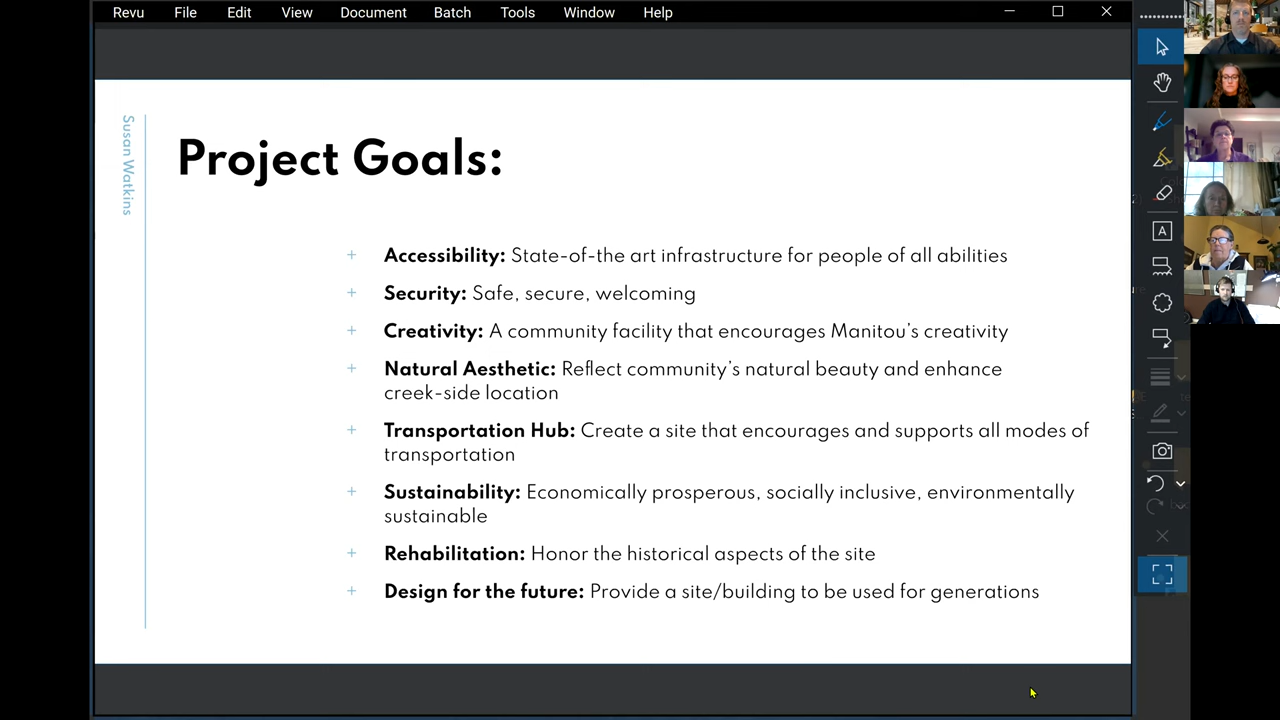 Revu File Edit View Document Batch Tools Window Help
Susan Watkins
Project Goals:
+ Accessibility: State-of-the art infrastructure for people of all abilities
+ Security: Safe, secure, welcoming
+ Creativity: A community facility that encourages Manitou's creativity
+ Natural Aesthetic: Reflect community's natural beauty and enhance
creek-side location
+ Transportation Hub: Create a site that encourages and supports all modes of
transportation
+ Sustainability: Economically prosperous, socially inclusive, environmentally
sustainable
+ Rehabilitation: Honor the historical aspects of the site
+ Design for the future: Provide a site/building to be used for generations
A